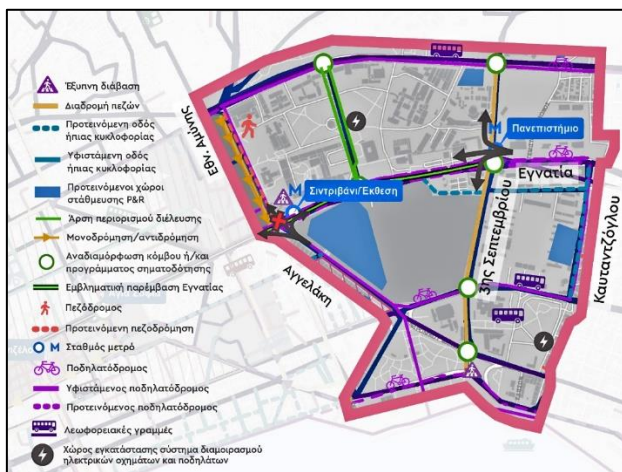 Έξυπνη διάβαση
Διαδρομή πεζών
Προτεινόμενη οδός
ήπιας κυκλοφορίας
Υφιστάμενη οδός
ήπιας κυκλοφορίας
Προτεινόμενοι χώροι
στάθμευσης P&R
Άρση περιορισμού διέλευσης
Μονοδρόμηση/αντιδρόμηση
Αναδιαμόρφωση κόμβου ή/και
προγράμματος σηματοδότησης
Εμβληματική παρέμβαση Εγνατίας
Πεζόδρομος
Προτεινόμενη πεζοδρόμηση
M Σταθμός μετρό
Ποδηλατόδρομος
Υφιστάμενος ποδηλατόδρομος
Προτεινόμενος ποδηλατόδρομος
Λεωφορειακές γραμμές
Χώρος εγκατάστασης σύστημα διαμοιρασμού
ηλεκτρικών οχημάτων και ποδηλάτων
Εθν. Αμύνης
M
Πανεπιστήμιο
Εγνατία
M
Σιντριβάνι/Έκθεση
Αγγελάκη
3ης Σεπτεμβρίου
Καυταντζόγλου